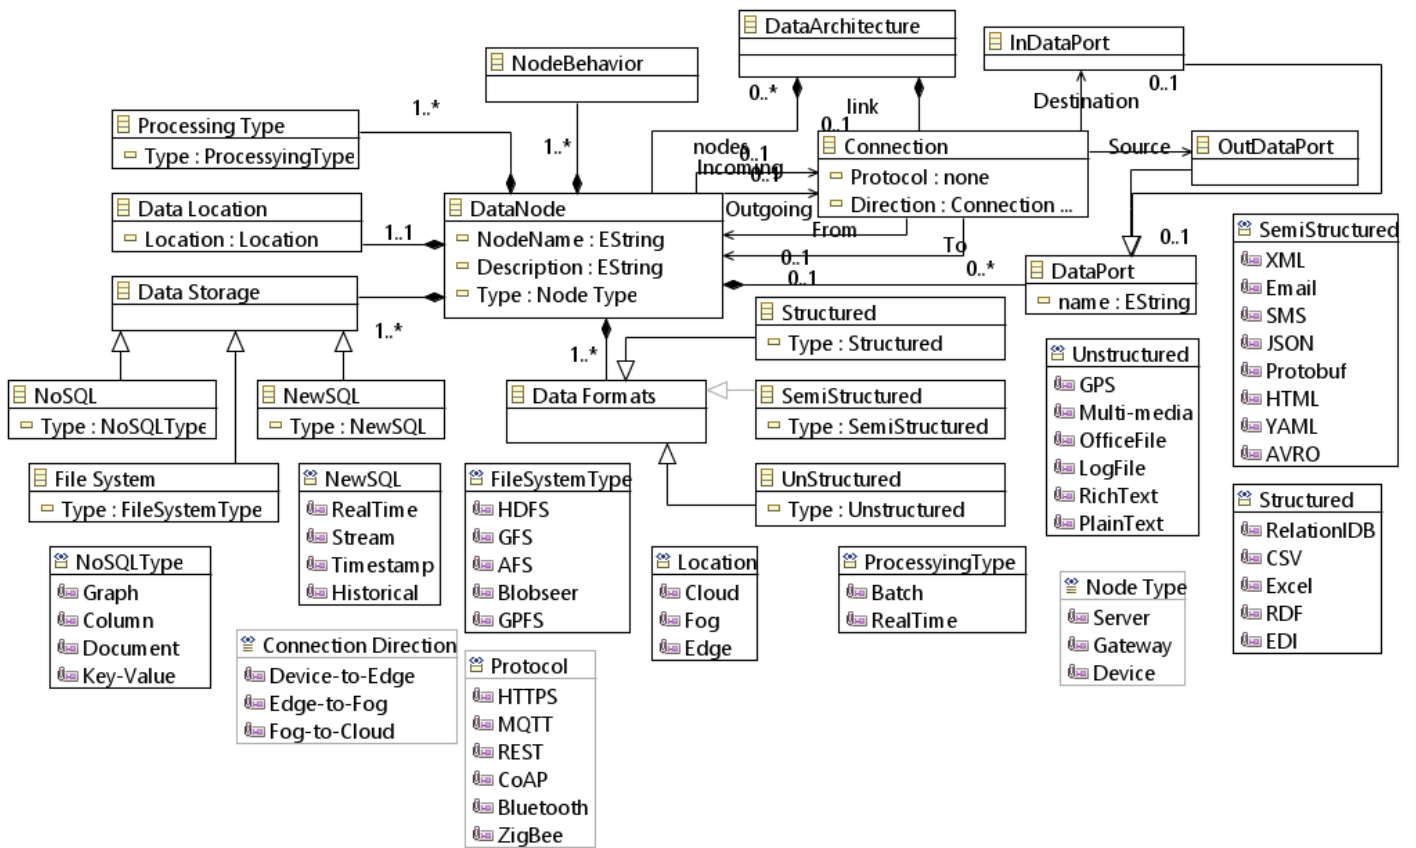 DataArchitecture
InDataPort
NodeBehavior
0..*
0..1
1..*
link
Destination
Processing Type
Type : ProcessyingType
0..1
nodes
0..1
Incoming
0..1
Connection
Protocol : none
Direction : Connection ...
Source
OutDataPort
1..*
Data Location
Location : Location
1..1
DataNode
NodeName : EString
Description : EString
Type : Node Type
Outgoing
From
To
0..1
0..1
0..*
0..1
DataPort
name : EString
SemiStructured
XML
Email
SMS
JSON
Protobuf
HTML
YAML
AVRO
Data Storage
1..*
1..*
Structured
Type : Structured
Unstructured
GPS
Multi-media
OfficeFile
LogFile
RichText
PlainText
NoSQL
Type : NoSQLType
NewSQL
Type : NewSQL
Data Formats
SemiStructured
Type : SemiStructured
File System
Type : FileSystemType
NewSQL
RealTime
Stream
Timestamp
Historical
FileSystemType
HDFS
GFS
AFS
Blobseer
GPFS
UnStructured
Type : Unstructured
Structured
RelationlDB
CSV
Excel
RDF
EDI
NoSQLType
Graph
Column
Document
Key-Value
Location
Cloud
Fog
Edge
ProcessyingType
Batch
RealTime
Node Type
Server
Gateway
Device
Connection Direction
Device-to-Edge
Edge-to-Fog
Fog-to-Cloud
Protocol
HTTPS
MQTT
REST
CoAP
Bluetooth
ZigBee